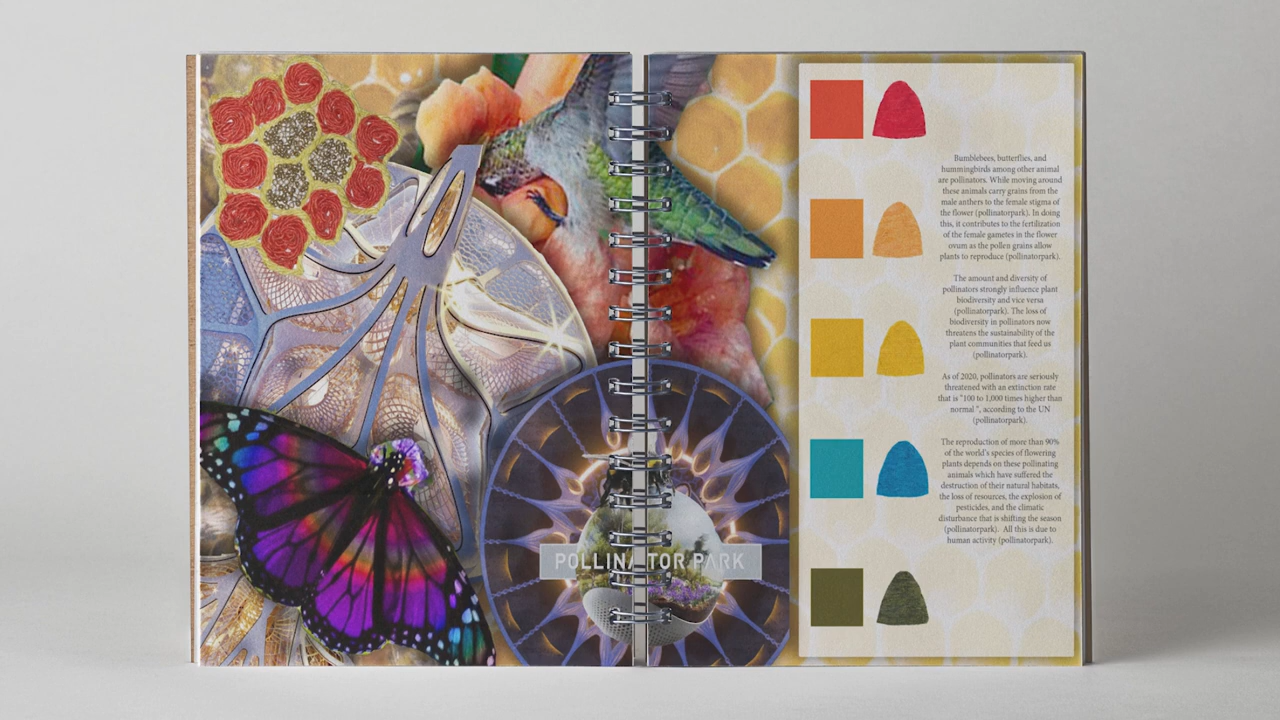 POLLINATOR PARK
Bumblebees, butterflies, and
hummingbirds among other animal
are pollinators. While moving around
these animals carry grains from the
male anthers to the female stigma of
the flower (pollinatorpark). In doing
this, it contributes to the fertilization
of the female gametes in the flower
ovum as the pollen grains allow
plants to reproduce (pollinatorpark).
The amount and diversity of
pollinators strongly influence plant
biodiversity and vice versa
(pollinatorpark). The loss of
biodiversity in pollinators now
threatens the sustainability of the
plant communities that feed us
(pollinatorpark).
As of 2020, pollinators are seriously
threatened with an extinction rate
that is "100 to 1,000 times higher than
normal", according to the UN
(pollinatorpark).
The reproduction of more than 90%
of the world's species of flowering
plants depends on these pollinating
animals which have suffered the
destruction of their natural habitats,
the loss of resources, the explosion of
pesticides, and the climatic
disturbance that is shifting the season
(pollinatorpark). All this is due to
human activity (pollinatorpark).